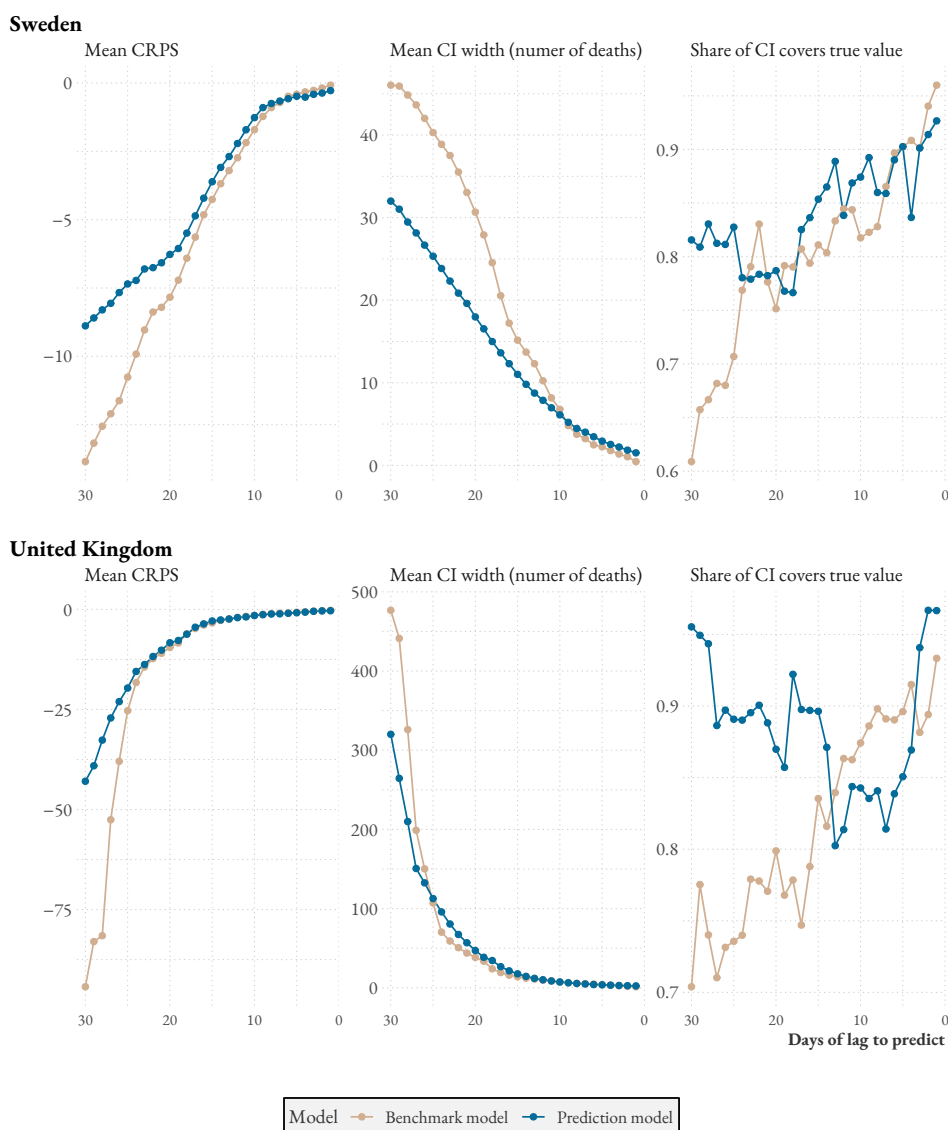 Sweden
Mean CRPS
Mean CI width (numer of deaths)
Share of CI covers true value
0
−5
−10
30 20 10 0
40
30
20
10
0
30 20 10 0
0.9
0.8
0.7
0.6
30 20 10 0
United Kingdom
Mean CRPS
Mean CI width (numer of deaths)
Share of CI covers true value
0
−25
−50
−75
30 20 10 0
500
400
300
200
100
0
30 20 10 0
0.9
0.8
0.7
30 20 10 0
Days of lag to predict
Model Benchmark model Prediction model